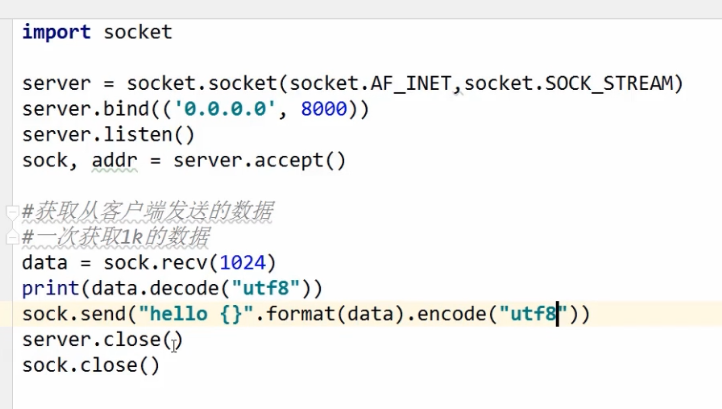 import socket
server = socket.socket(socket.AF_INET,socket.SOCK_STREAM)
server.bind(('0.0.0.0', 8000))
server.listen()
sock, addr = server.accept()
#获取从客户端发送的数据
#一次获取1k的数据
data = sock.recv(1024)
print(data.decode("utf8"))
sock.send("hello {}".format(data).encode("utf8"))
server.close()
sock.close()